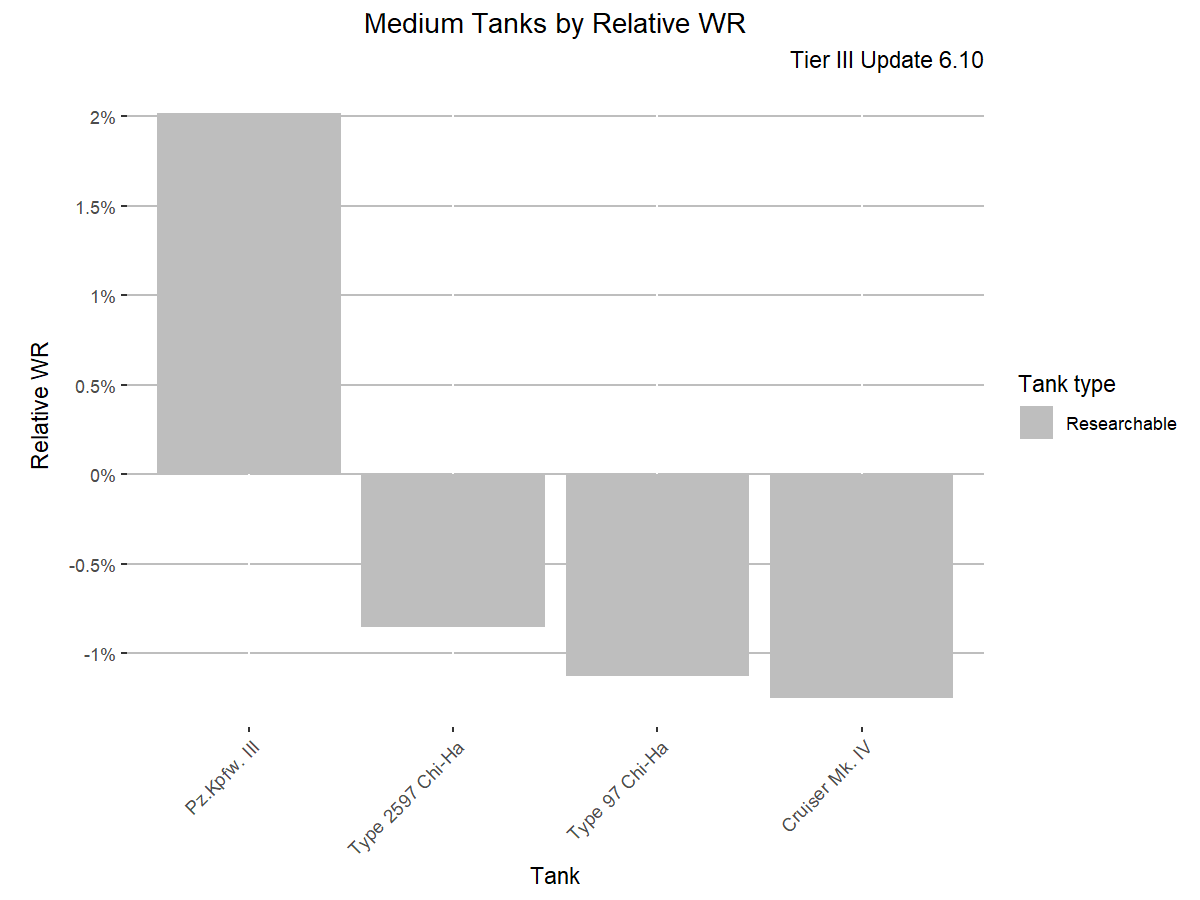 Medium Tanks by Relative WR
Tier III Update 6.10
Relative WR
2%
1.5%
1%
0.5%
0%
-0.5%
-1%
Pz.Kpfw. III
Type 2597 Chi-Ha
Type 97 Chi-Ha
Cruiser Mk. IV
Tank
Tank type
Researchable